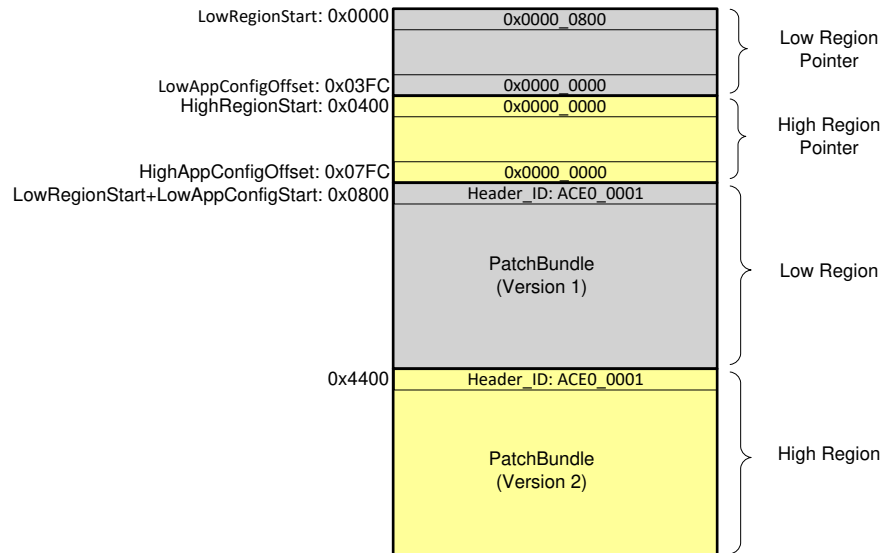 LowRegionStart: 0x0000
0x0000_0800
Low Region
Pointer
LowAppConfigOffset: 0x03FC
0x0000_0000
HighRegionStart: 0x0400
0x0000_0000
High Region
Pointer
HighAppConfigOffset: 0x07FC
0x0000_0000
LowRegionStart+LowAppConfigStart: 0x0800
Header_ID: ACE0_0001
PatchBundle
(Version 1)
Low Region
0x4400
Header_ID: ACE0_0001
PatchBundle
(Version 2)
High Region